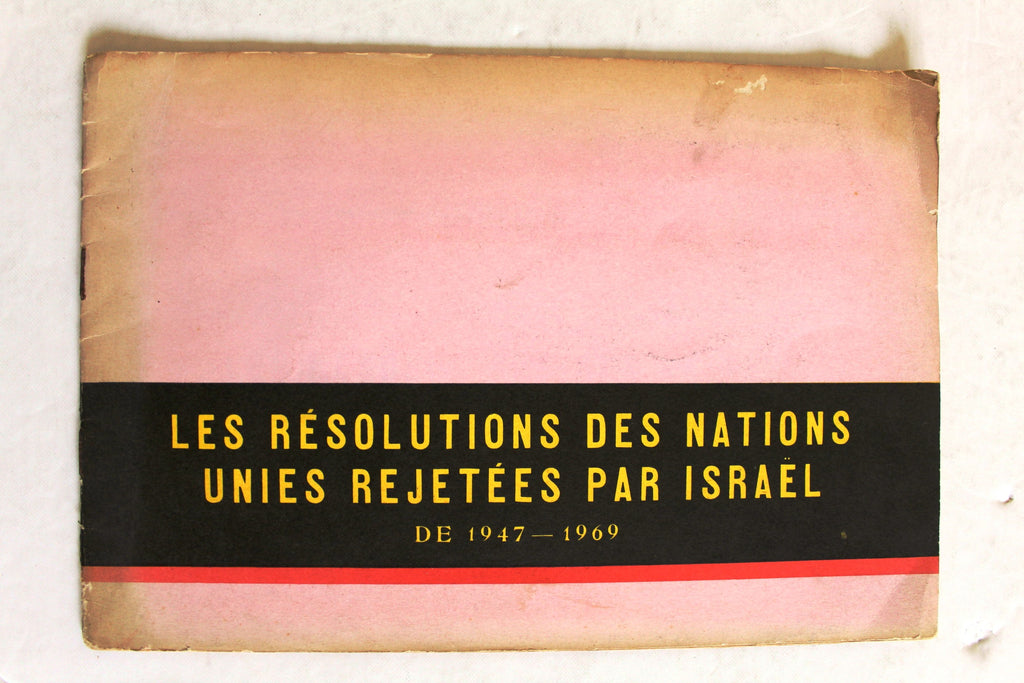 LES RÉSOLUTIONS DES NATIONS
UNIES REJETÉES PAR ISRAËL
DE 1947 — 1969